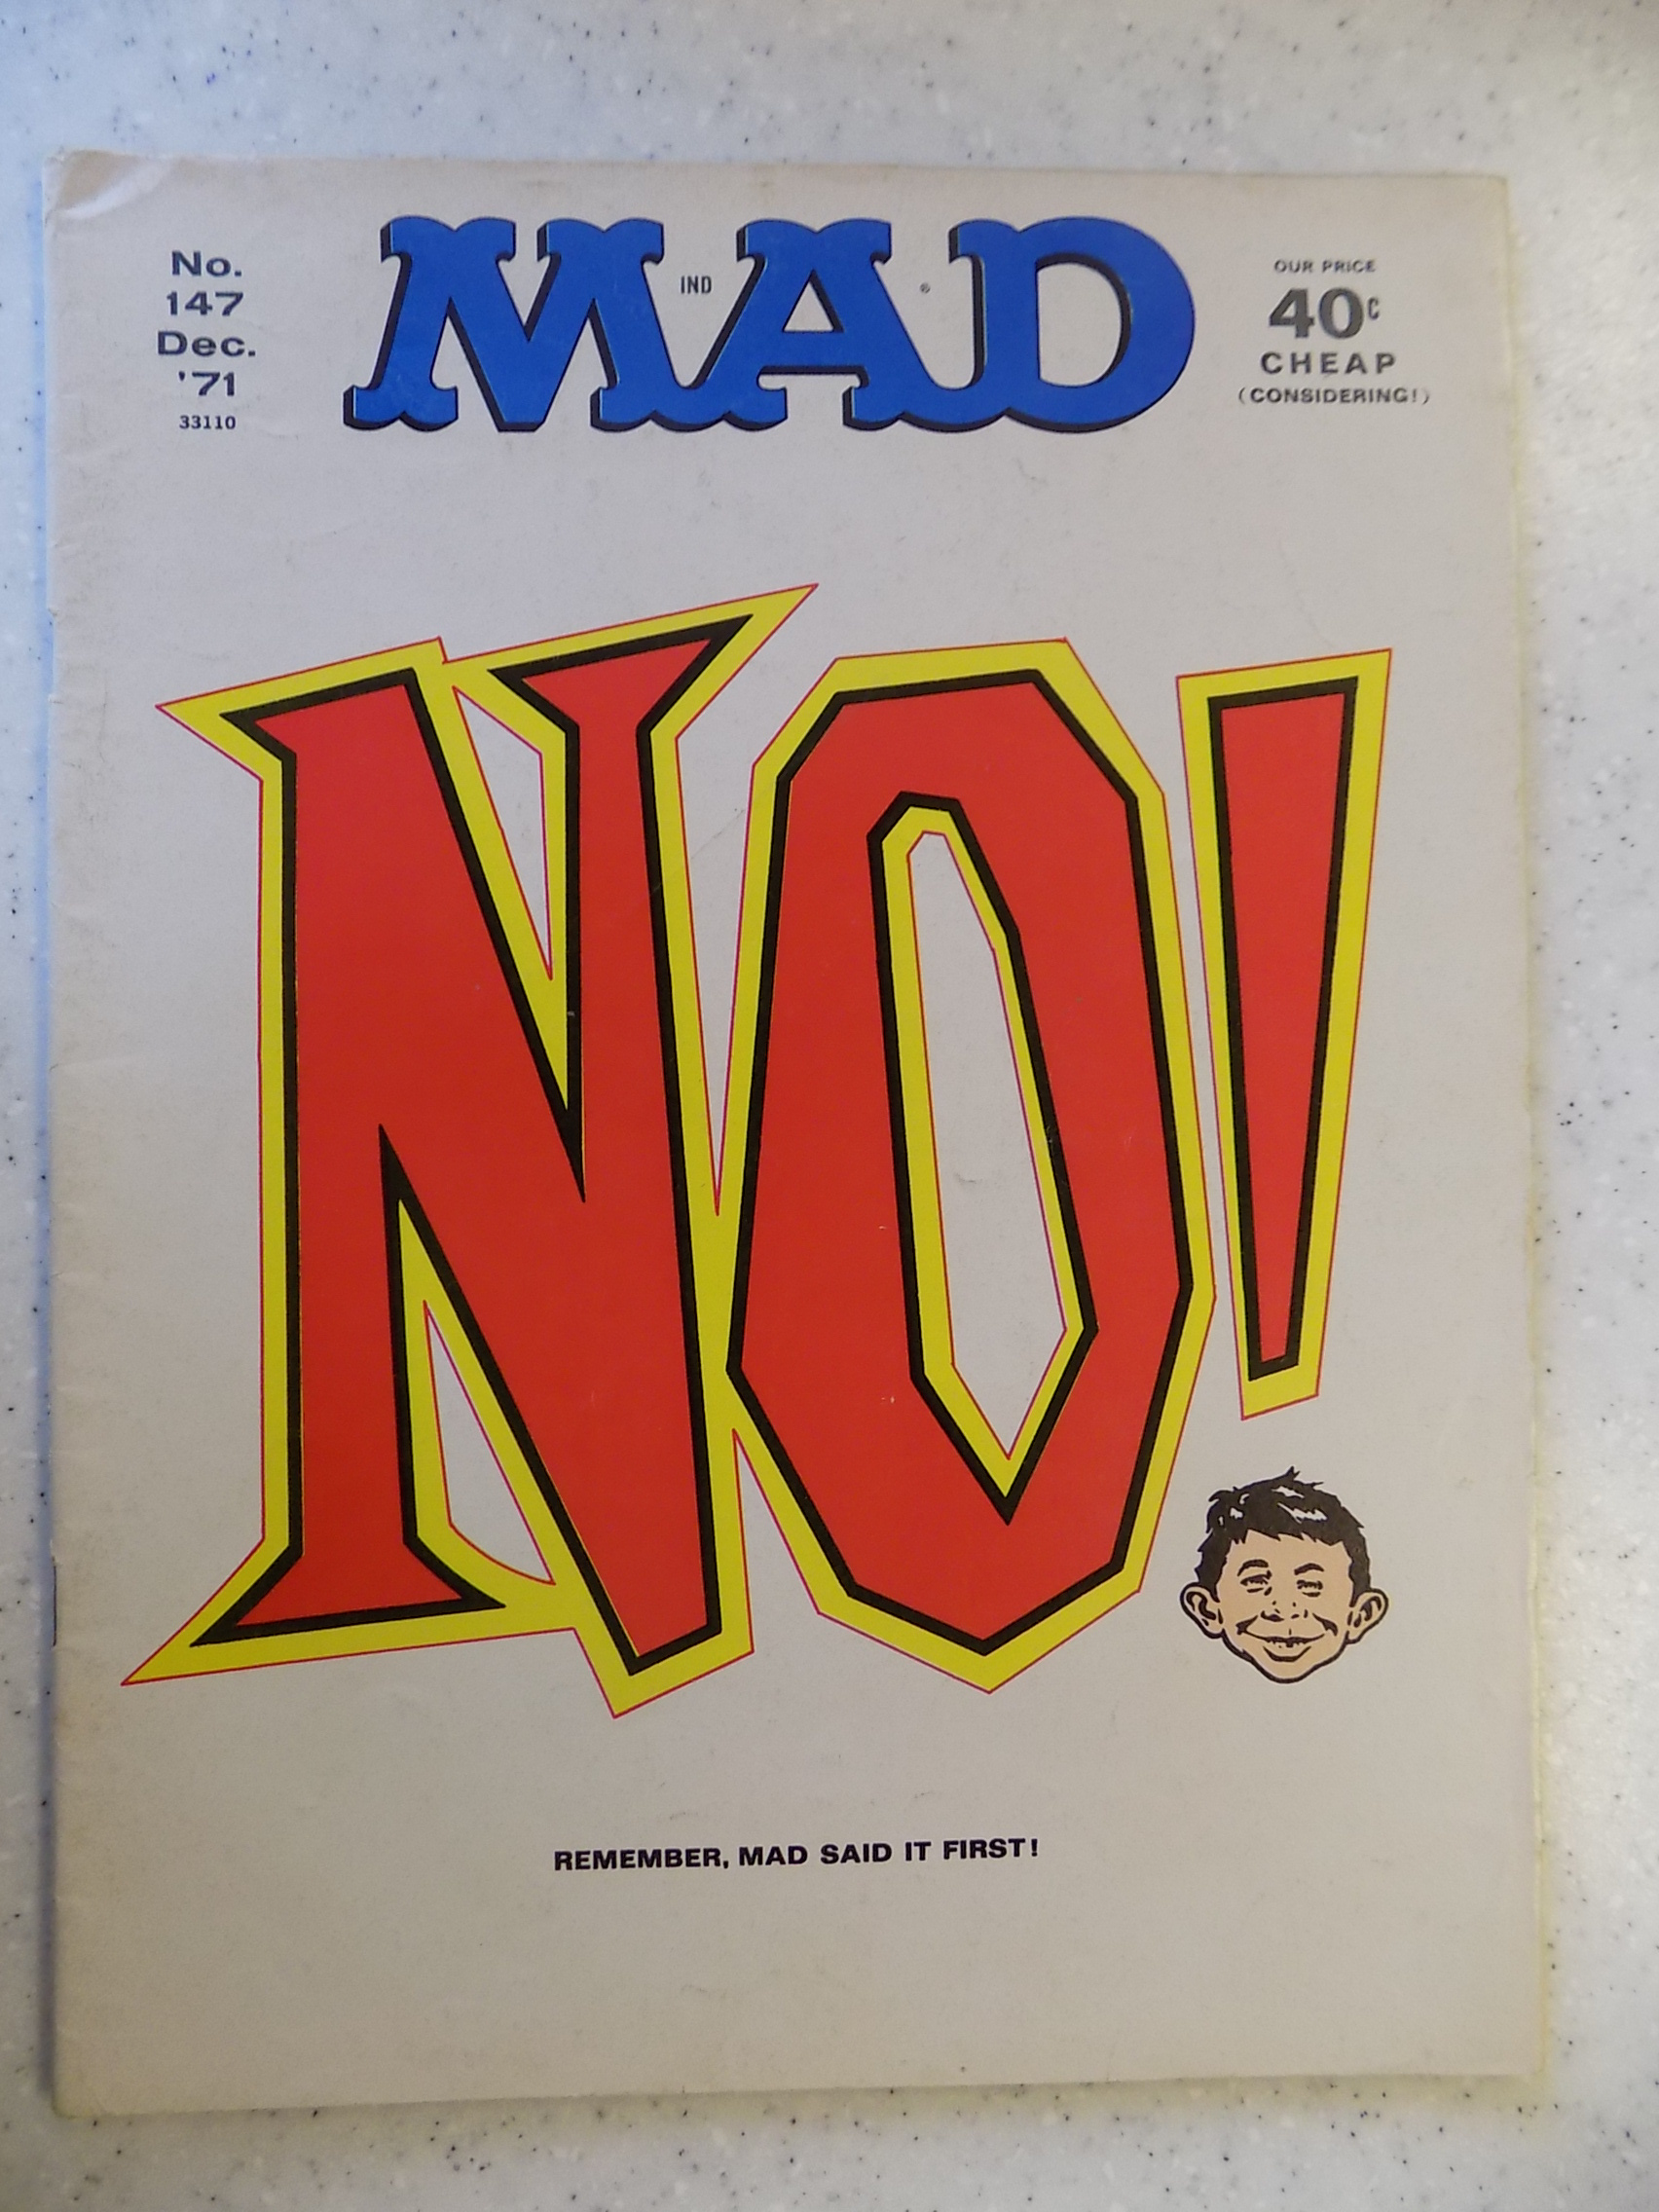 No.
147
Dec.
'71
33110
MAD
IND
®
OUR PRICE
40¢
CHEAP
(CONSIDERING!)
NO!
REMEMBER, MAD SAID IT FIRST!